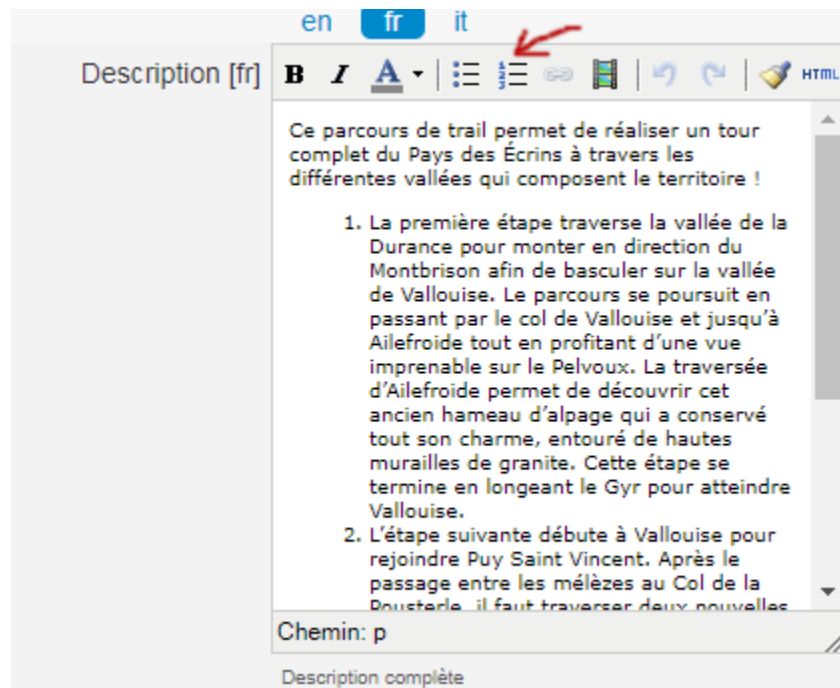 en fr it
Description [fr]
B I A HTML
Ce parcours de trail permet de réaliser un tour
complet du Pays des Écrins à travers les
différentes vallées qui composent le territoire !
1. La première étape traverse la vallée de la
Durance pour monter en direction du
Montbrison afin de basculer sur la vallée
de Vallouise. Le parcours se poursuit en
passant par le col de Vallouise et jusqu’à
Ailefroide tout en profitant d’une vue
imprenable sur le Pelvoux. La traversée
d’Ailefroide permet de découvrir cet
ancien hameau d’alpage qui a conservé
tout son charme, entouré de hautes
murailles de granite. Cette étape se
termine en longeant le Gyr pour atteindre
Vallouise.
2. L’étape suivante débute à Vallouise pour
rejoindre Puy Saint Vincent. Après le
passage entre les mélèzes au Col de la
Pousterle, il faut traverser deux nouvelles
Chemin: p
Description complète